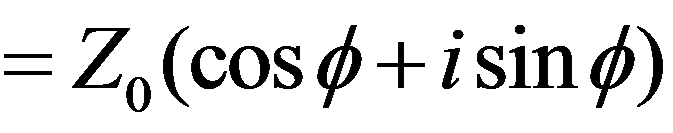 = Z₀(cos ϕ + i sin ϕ)